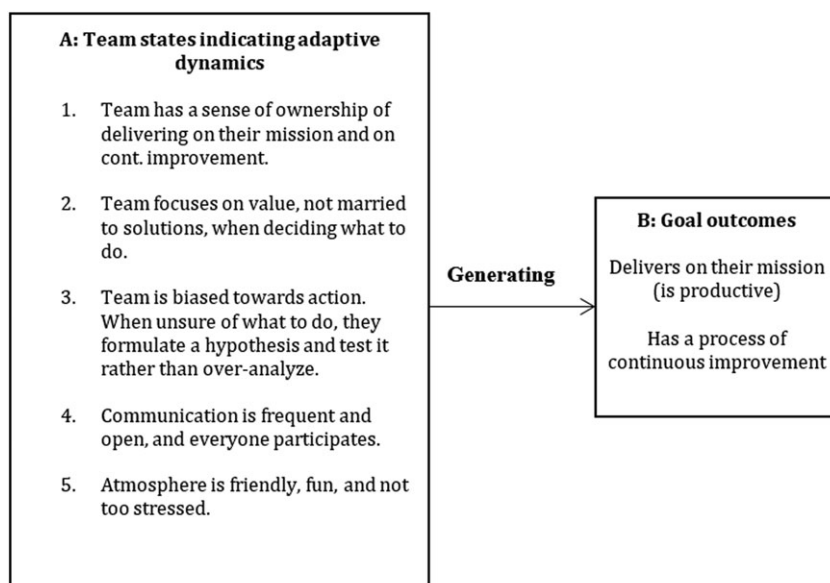 A: Team states indicating adaptive
dynamics
1. Team has a sense of ownership of
delivering on their mission and on
cont. improvement.
2. Team focuses on value, not married
to solutions, when deciding what to
do.
3. Team is biased towards action.
When unsure of what to do, they
formulate a hypothesis and test it
rather than over-analyze.
4. Communication is frequent and
open, and everyone participates.
5. Atmosphere is friendly, fun, and not
too stressed.
Generating
B: Goal outcomes
Delivers on their mission
(is productive)
Has a process of
continuous improvement